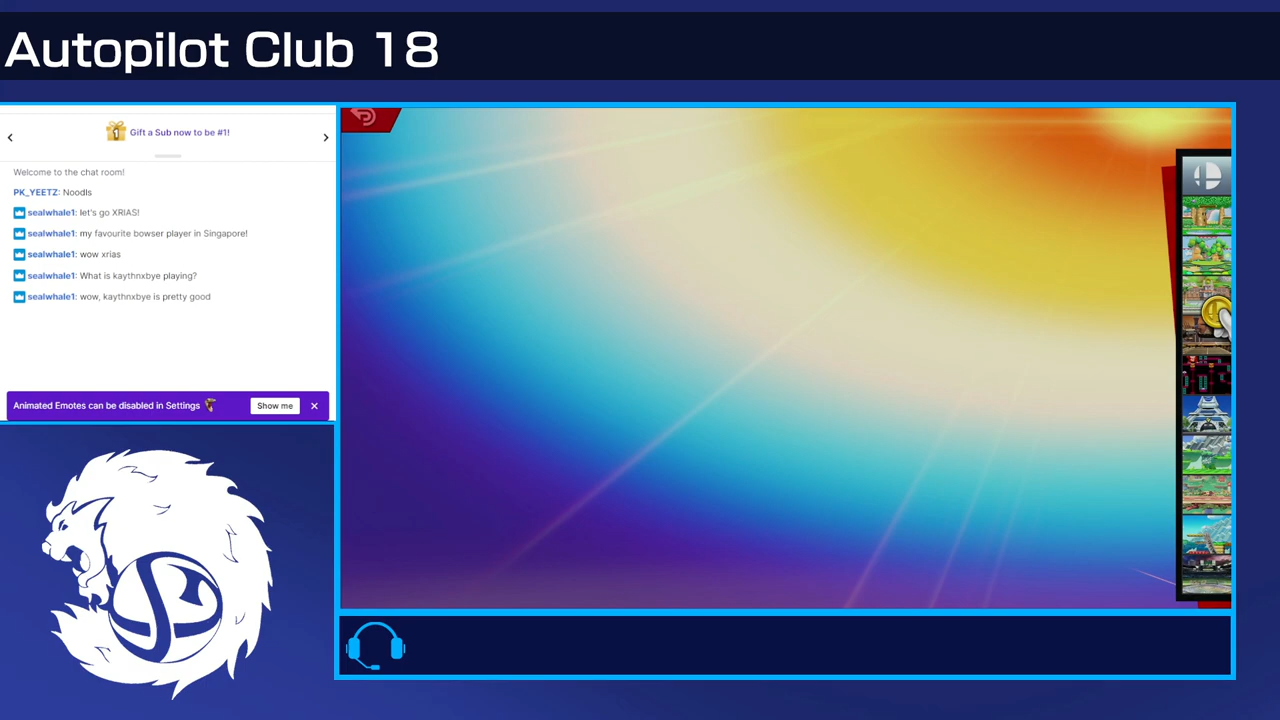 Autopilot Club 18
Gift a Sub now to be #1!
Welcome to the chat room!
PK_YEETZ: Noodls
sealwhale1: let's go XRIAS!
sealwhale1: my favourite bowser player in Singapore!
sealwhale1: wow xrias
sealwhale1: What is kaythnxbye playing?
sealwhale1: wow, kaythnxbye is pretty good
Animated Emotes can be disabled in Settings
Show me